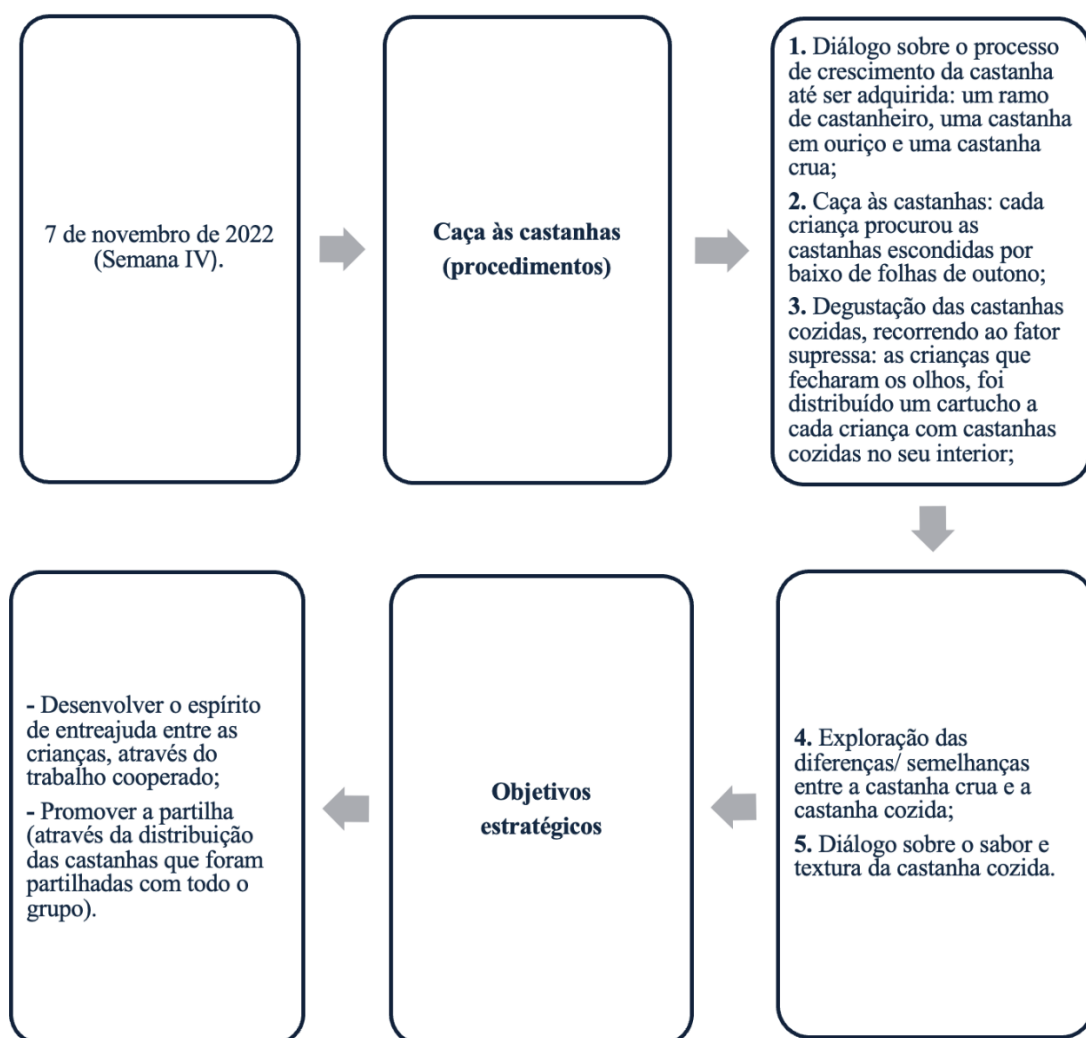 7 de novembro de 2022
(Semana IV).
Caça às castanhas
(procedimentos)
1. Diálogo sobre o processo
de crescimento da castanha
até ser adquirida: um ramo
de castanheiro, uma castanha
em ouriço e uma castanha
crua;
2. Caça às castanhas: cada
criança procurou as
castanhas escondidas por
baixo de folhas de outono;
3. Degustação das castanhas
cozidas, recorrendo ao fator
supressa: as crianças que
fecharam os olhos, foi
distribuído um cartucho a
cada criança com castanhas
cozidas no seu interior;
4. Exploração das
diferenças/ semelhanças
entre a castanha crua e a
castanha cozida;
5. Diálogo sobre o sabor e
textura da castanha cozida.
Objetivos
estratégicos
- Desenvolver o espírito
de entreajuda entre as
crianças, através do
trabalho cooperado;
- Promover a partilha
(através da distribuição
das castanhas que foram
partilhadas com todo o
grupo).